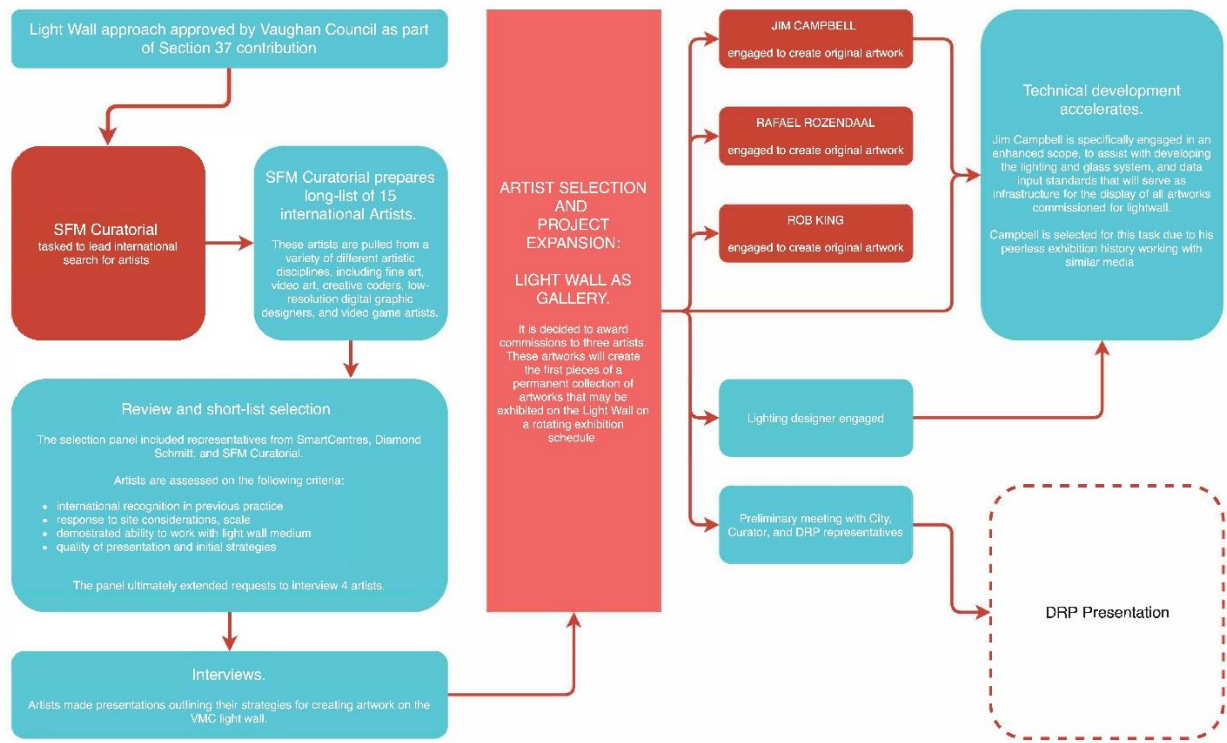 Light Wall approach approved by Vaughan Council as part
of Section 37 contribution
SFM Curatorial
tasked to lead international
search for artists
SFM Curatorial prepares
long-list of 15
international Artists.
These artists are pulled from a
variety of different artistic
disciplines, including fine art,
video art, creative coders, low-
resolution digital graphic
designers, and video game artists.
Review and short-list selection
The selection panel included representatives from SmartCentres, Diamond
Schmitt, and SFM Curatorial.
Artists are assessed on the following criteria:
• international recognition in previous practice
• response to site considerations, scale
• demostrated ability to work with light wall medium
• quality of presentation and initial strategies
The panel ultimately extended requests to interview 4 artists.
Interviews.
Artists made presentations outlining their strategies for creating artwork on the
VMC light wall.
ARTIST SELECTION
AND
PROJECT
EXPANSION:
LIGHT WALL AS
GALLERY.
It is decided to award
commissions to three artists.
These artworks will create
the first pieces of a
permanent collection of
artworks that may be
exhibited on the Light Wall on
a rotating exhibition
schedule.
JIM CAMPBELL
engaged to create original artwork
RAFAEL ROZENDAAL
engaged to create original artwork
ROB KING
engaged to create original artwork
Lighting designer engaged
Preliminary meeting with City,
Curator, and DRP representatives
Technical development
accelerates.
Jim Campbell is specifically engaged in an
enhanced scope, to assist with developing
the lighting and glass system, and data
input standards that will serve as
infrastructure for the display of all artworks
commissioned for lightwall.
Campbell is selected for this task due to his
peerless exhibition history working with
similar media
DRP Presentation